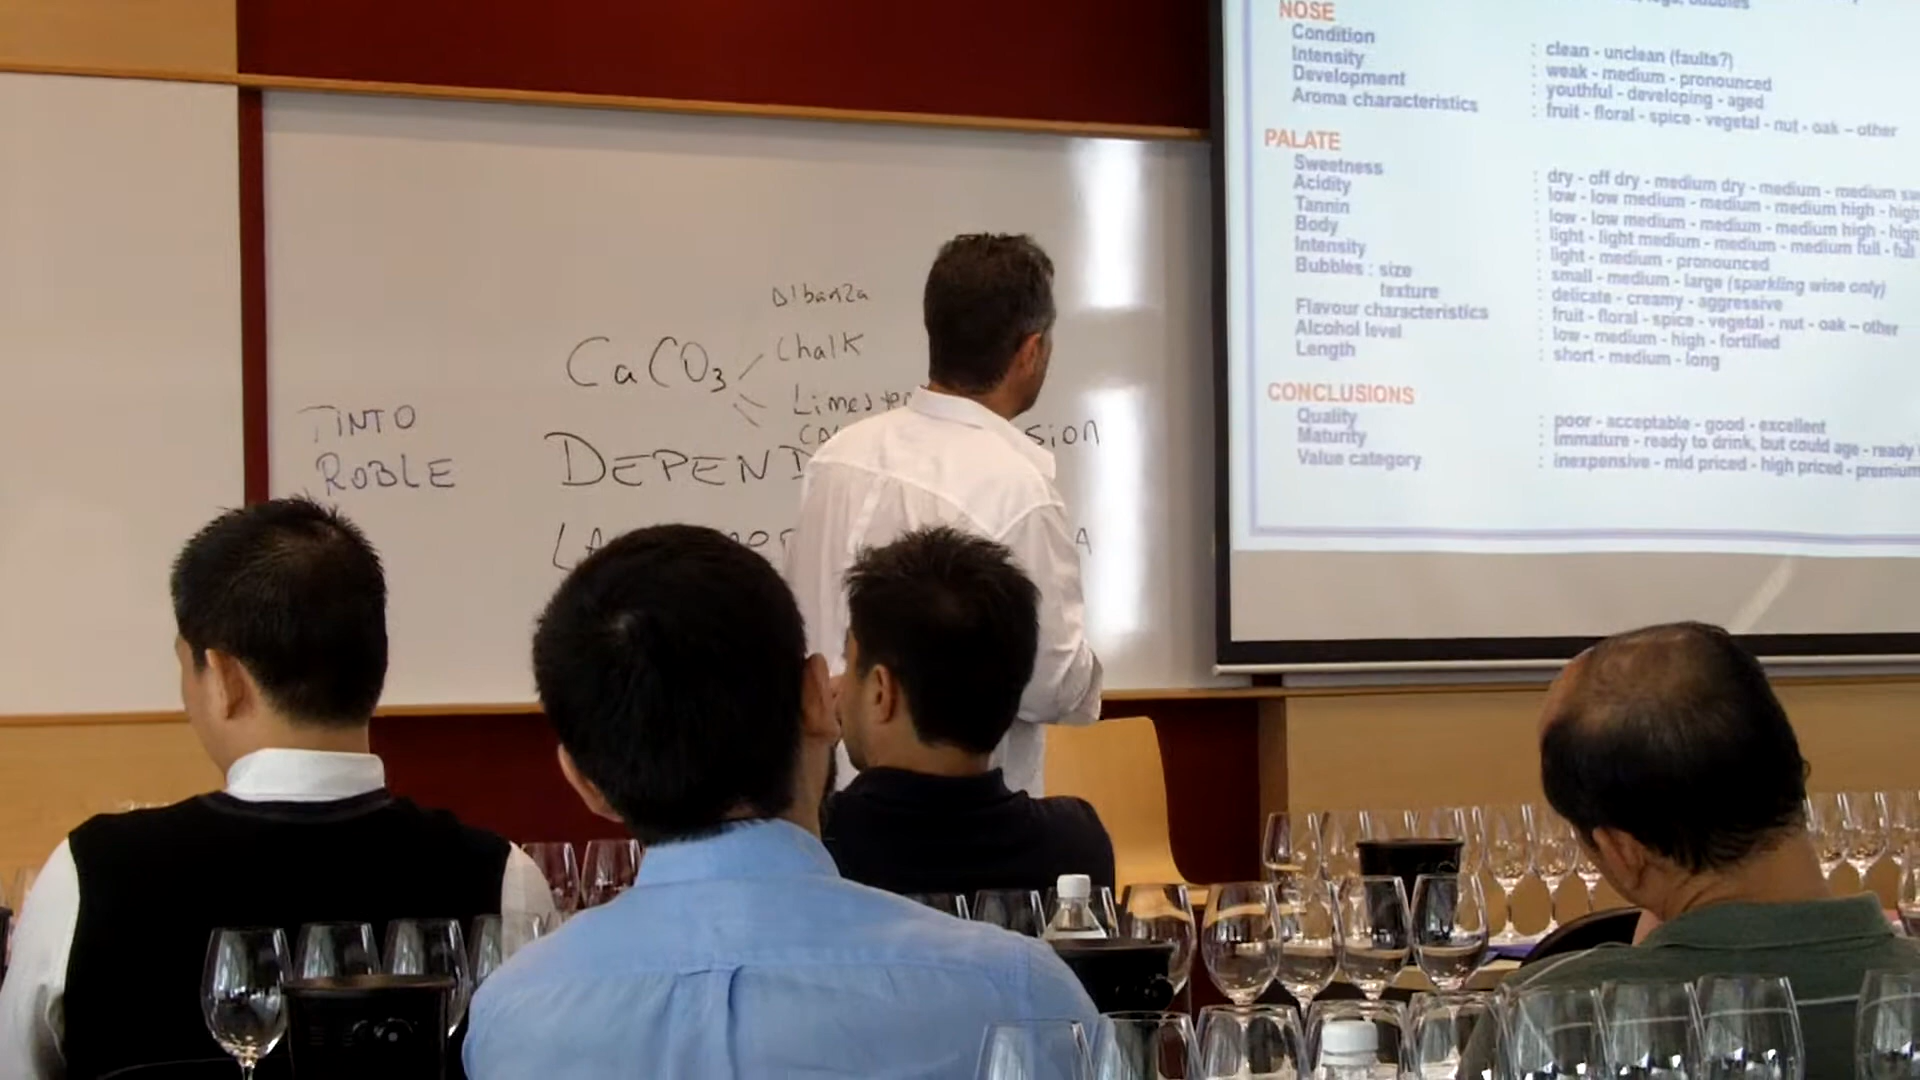 TINTO
ROBLE
Albariza
CaCO3
Chalk
DEPEND
sion
LA
A
NOSE
Condition : clean - unclean (faults?)
Intensity : weak - medium - pronounced
Development : youthful - developing - aged
Aroma characteristics : fruit - floral - spice - vegetal - nut - oak – other
PALATE
Sweetness : dry - off dry - medium dry - medium - medium sw
Acidity : low - low medium - medium - medium high - high
Tannin : low - low medium - medium - medium high - high
Body : light - light medium - medium - medium full - full
Intensity : light - medium - pronounced
Bubbles : size : small - medium - large (sparkling wine only)
texture : delicate - creamy - aggressive
Flavour characteristics : fruit - floral - spice - vegetal - nut - oak – other
Alcohol level : low - medium - high - fortified
Length : short - medium - long
CONCLUSIONS
Quality : poor - acceptable - good - excellent
Maturity : immature - ready to drink, but could age - ready
Value category : inexpensive - mid priced - high priced - premium